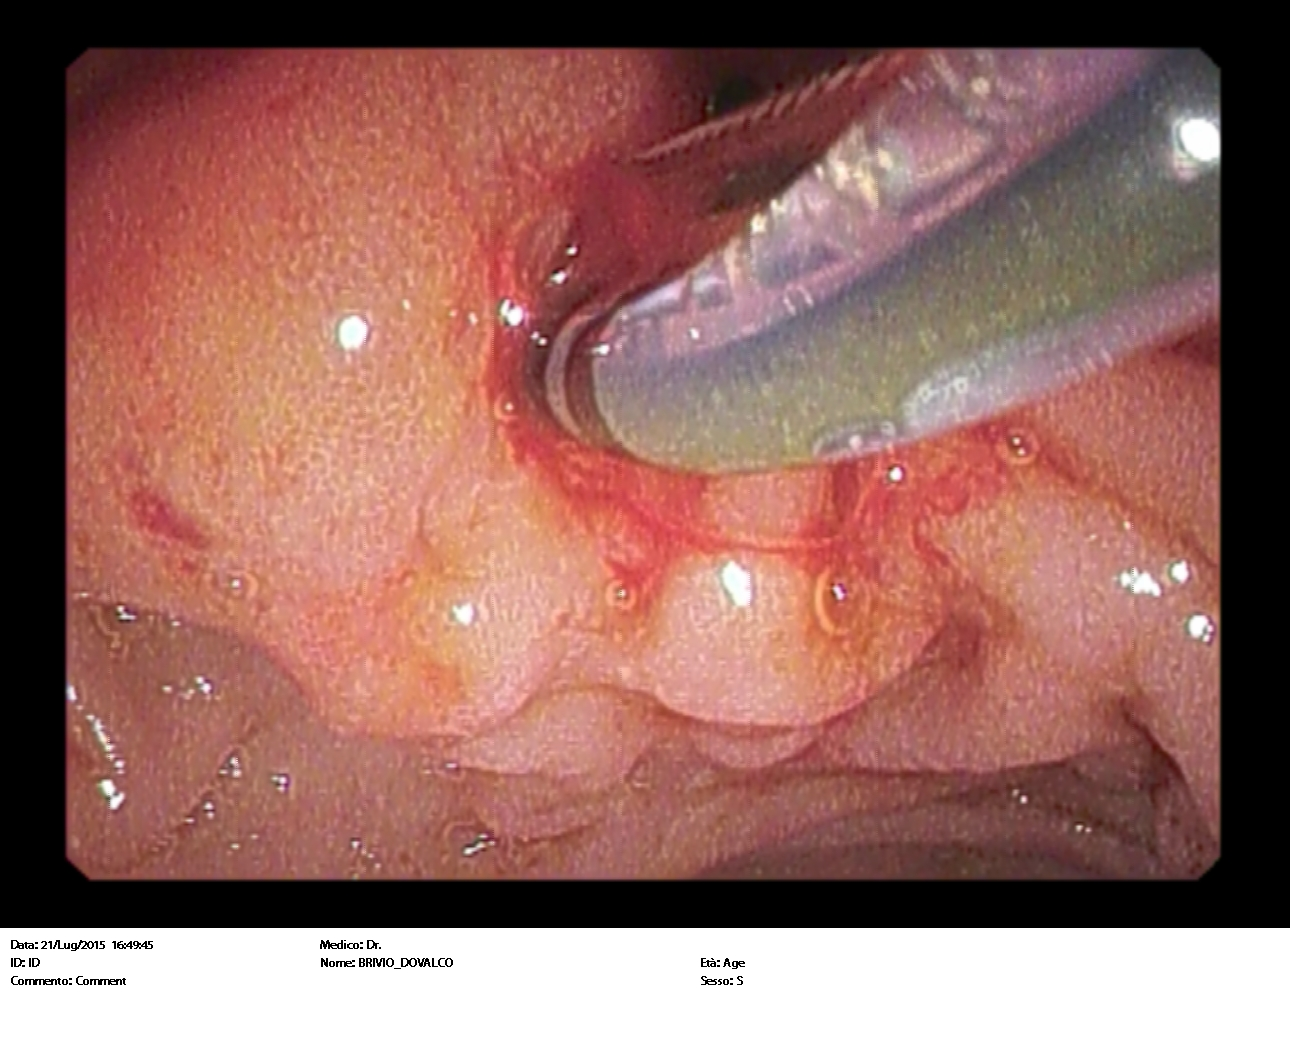 Data: 21/Lug/2015 16:49:45
Medico: Dr.
ID: ID
Nome: BRIVIO_DOVALCO
Età: Age
Commento: Comment
Sesso: S